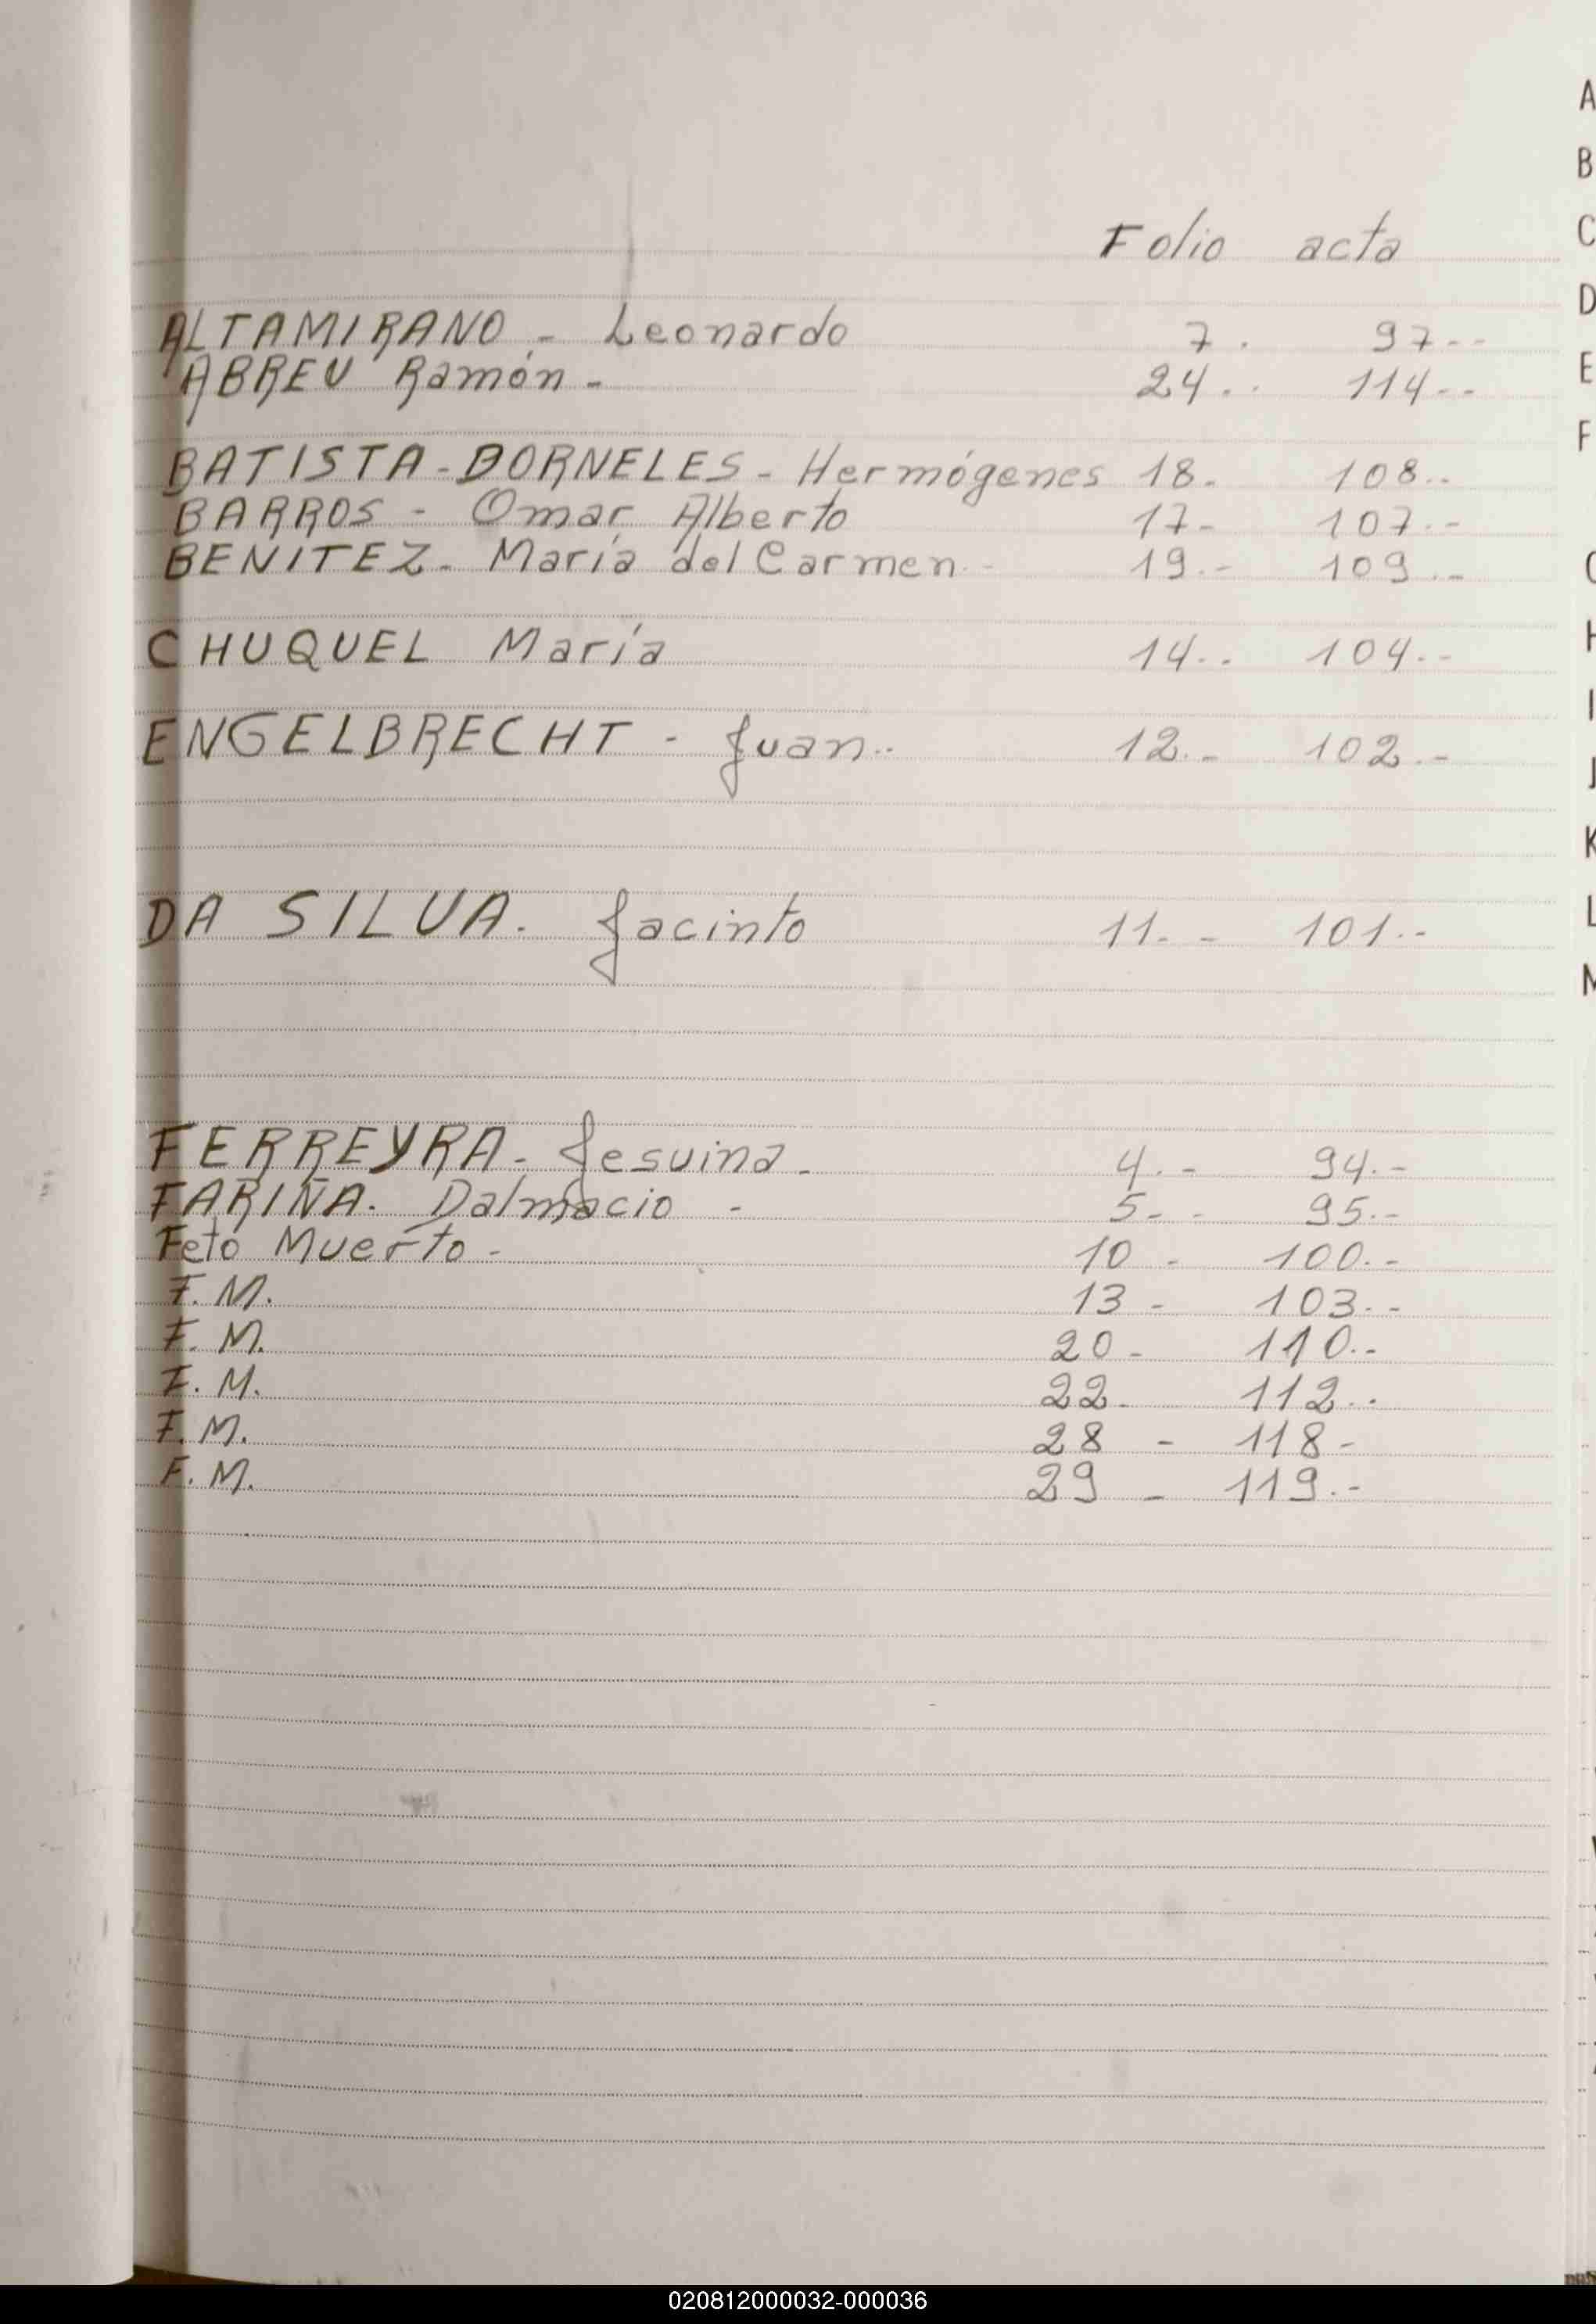 Folio acta
ALTAMIRANO - Leonardo 7. 97--
ABREU Ramón - 24.. 114--
BATISTA-DORNELES - Hermógenes 18. 108..
BARROS - Omar Alberto 17- 107.-
BENITEZ. María del Carmen - 19.- 109.-
CHUQUEL María 14.. 104.-
ENGELBRECHT - Juan.. 12.- 102.-
DA SILVA. Jacinto 11. - 101.-
FERREYRA - Jesuina - 4.- 94.-
FARIÑA. Dalmacio - 5.- 95.-
Feto Muerto - 10 - 100.-
F. M. 13 - 103.-
F. M. 20 - 110.-
F. M. 22. 112..
F. M. 28 - 118-
F. M. 29 - 119.-
A
B
C
D
E
F
G
H
I
J
K
L
M
020812000032-000036